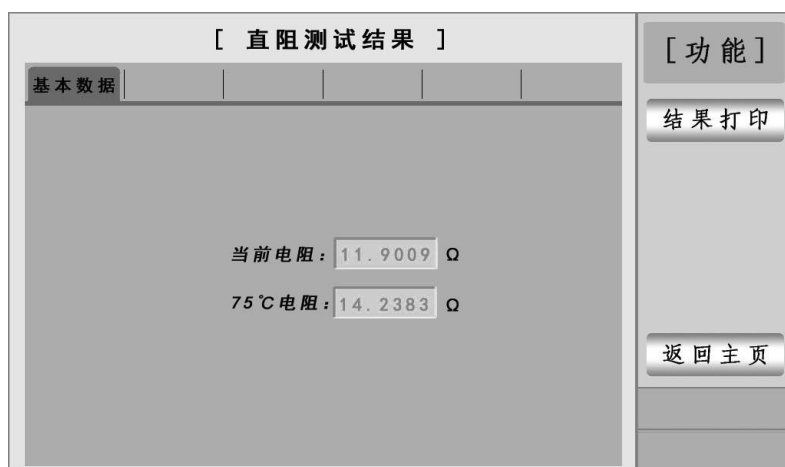 [ 直阻测试结果 ]
基本数据
当前电阻：11.9009 Ω
75℃电阻：14.2383 Ω
[功能]
结果打印
返回主页